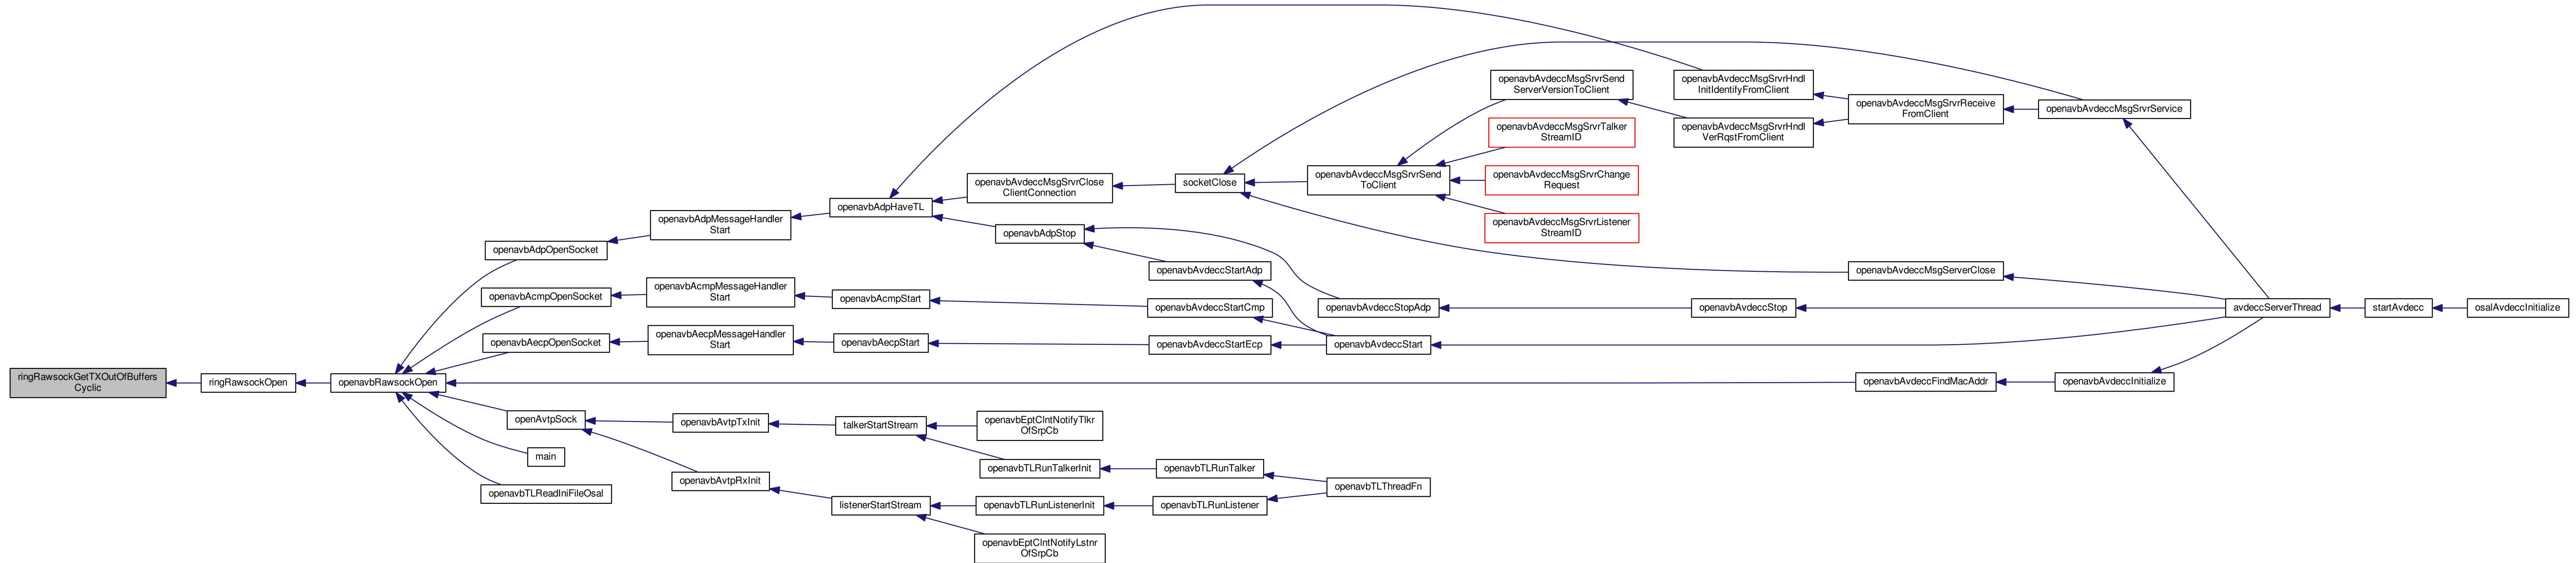 ringRawsockGetTXOutOfBuffers
Cyclic
ringRawsockOpen
openavbRawsockOpen
openavbAdpOpenSocket
openavbAcmpOpenSocket
openavbAecpOpenSocket
openAvtpSock
main
openavbTLReadIniFileOsal
openavbAdpMessageHandler
Start
openavbAcmpMessageHandler
Start
openavbAecpMessageHandler
Start
openavbAvtpTxInit
openavbAvtpRxInit
openavbAdpHaveTL
openavbAcmpStart
openavbAecpStart
talkerStartStream
listenerStartStream
openavbAvdeccMsgSrvrClose
ClientConnection
openavbAdpStop
openavbEptClntNotifyTlkr
OfSrpCb
openavbTLRunTalkerInit
openavbTLRunListenerInit
openavbEptClntNotifyLstnr
OfSrpCb
socketClose
openavbAvdeccStartAdp
openavbAvdeccStartCmp
openavbAvdeccStartEcp
openavbTLRunTalker
openavbTLRunListener
openavbAvdeccMsgSrvrSend
ToClient
openavbAvdeccStopAdp
openavbAvdeccStart
openavbTLThreadFn
openavbAvdeccMsgSrvrSend
ServerVersionToClient
openavbAvdeccMsgSrvrTalker
StreamID
openavbAvdeccMsgSrvrChange
Request
openavbAvdeccMsgSrvrListener
StreamID
openavbAvdeccMsgSrvrHndl
InitIdentifyFromClient
openavbAvdeccMsgSrvrHndl
VerRqstFromClient
openavbAvdeccStop
openavbAvdeccMsgSrvrReceive
FromClient
openavbAvdeccMsgServerClose
openavbAvdeccFindMacAddr
openavbAvdeccMsgSrvrService
openavbAvdeccInitialize
avdeccServerThread
startAvdecc
osalAvdeccInitialize